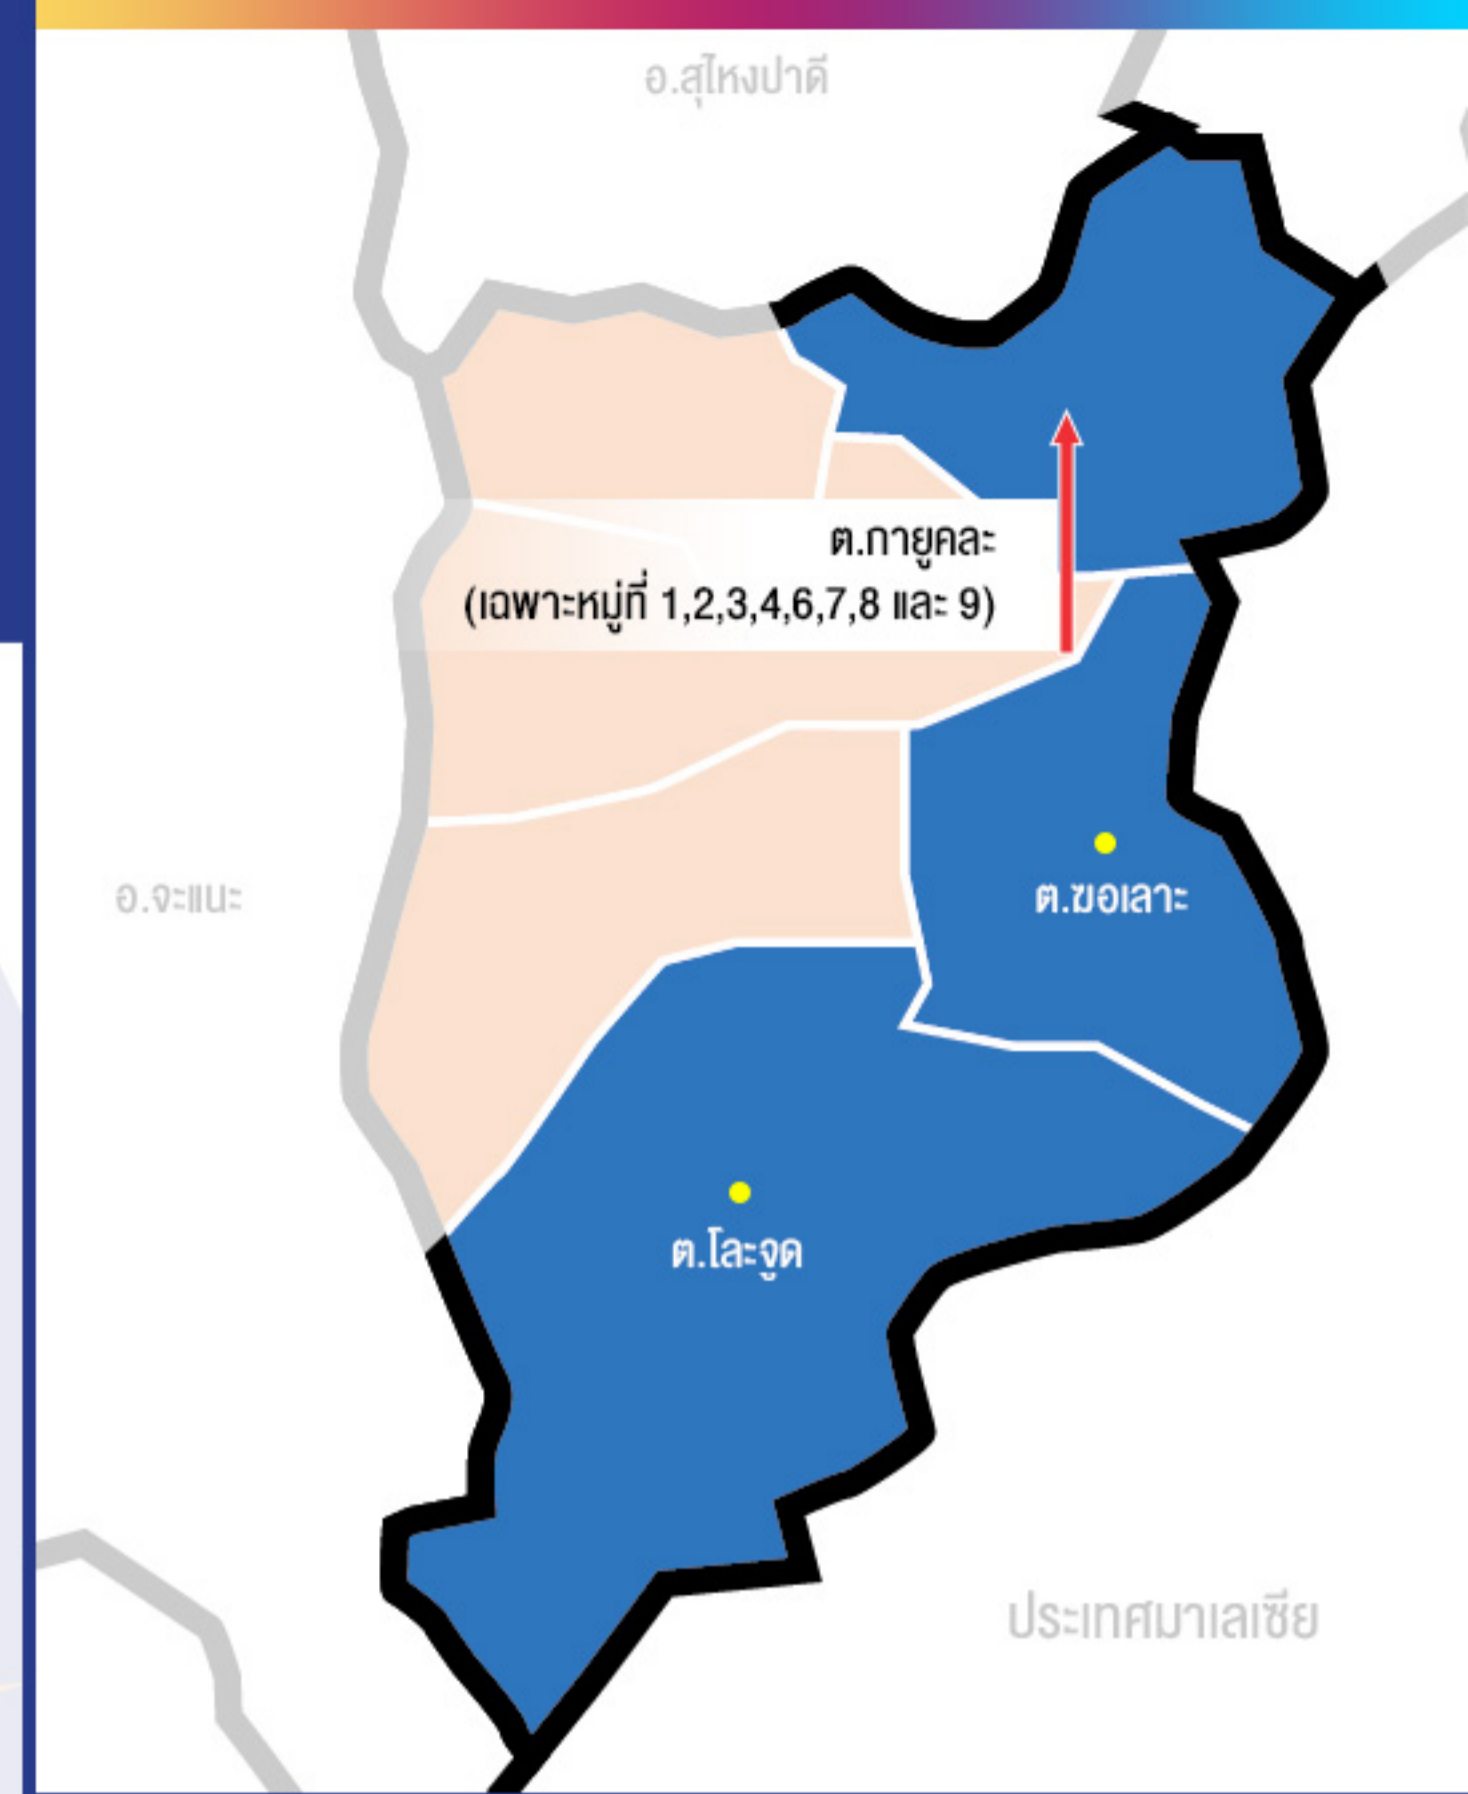 อ.สุไหงปาดี
ต.กายูคละ
(เฉพาะหมู่ที่ 1,2,3,4,6,7,8 และ 9)
อ.จะแนะ
ต.ฆอเลาะ
ต.โละจูด
ประเทศมาเลเซีย